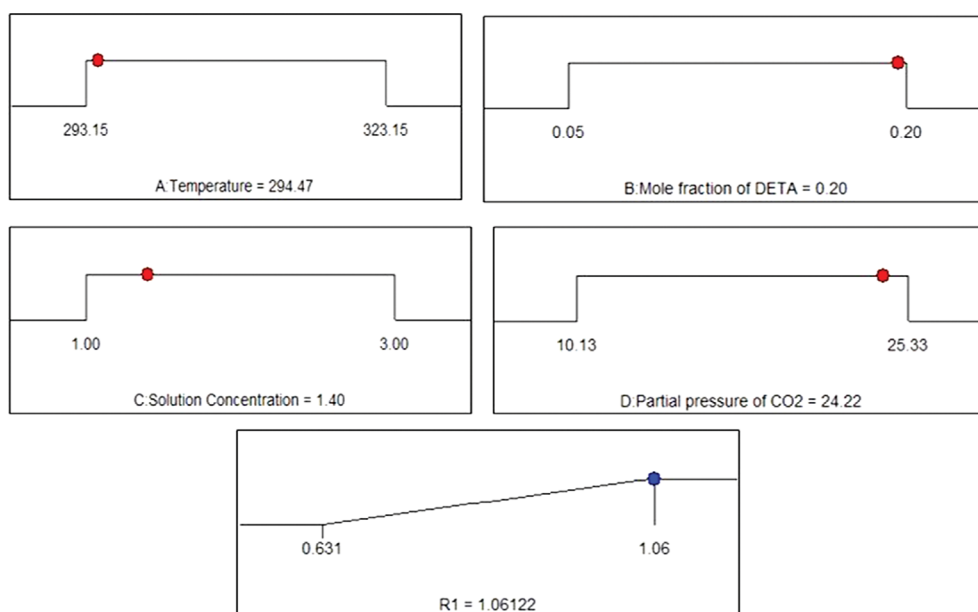 293.15
323.15
A:Temperature = 294.47
0.05
0.20
B:Mole fraction of DETA = 0.20
1.00
3.00
C:Solution Concentration = 1.40
10.13
25.33
D:Partial pressure of CO2 = 24.22
0.631
1.06
R1 = 1.06122